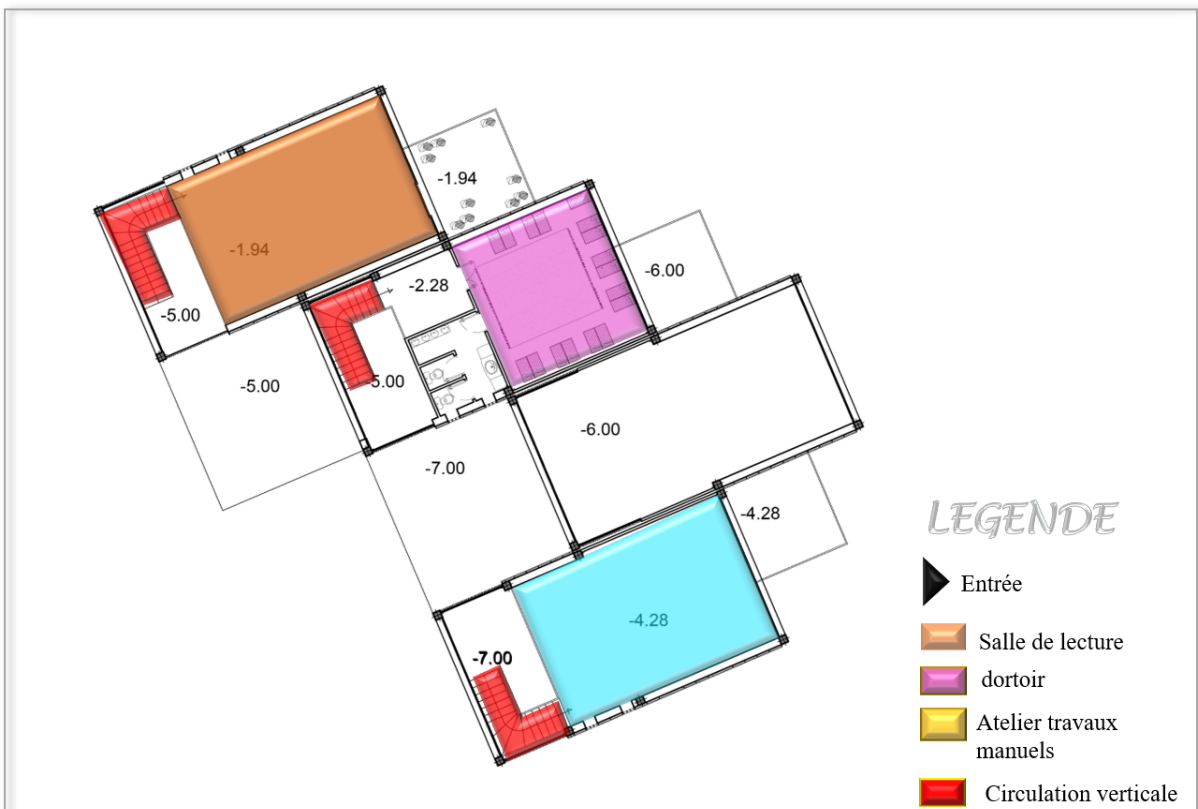 -1.94
-1.94
-6.00
-2.28
-5.00
-5.00
-5.00
-6.00
-7.00
-4.28
-4.28
-7.00
LEGENDE
Entrée
Salle de lecture
dortoir
Atelier travaux
manuels
Circulation verticale